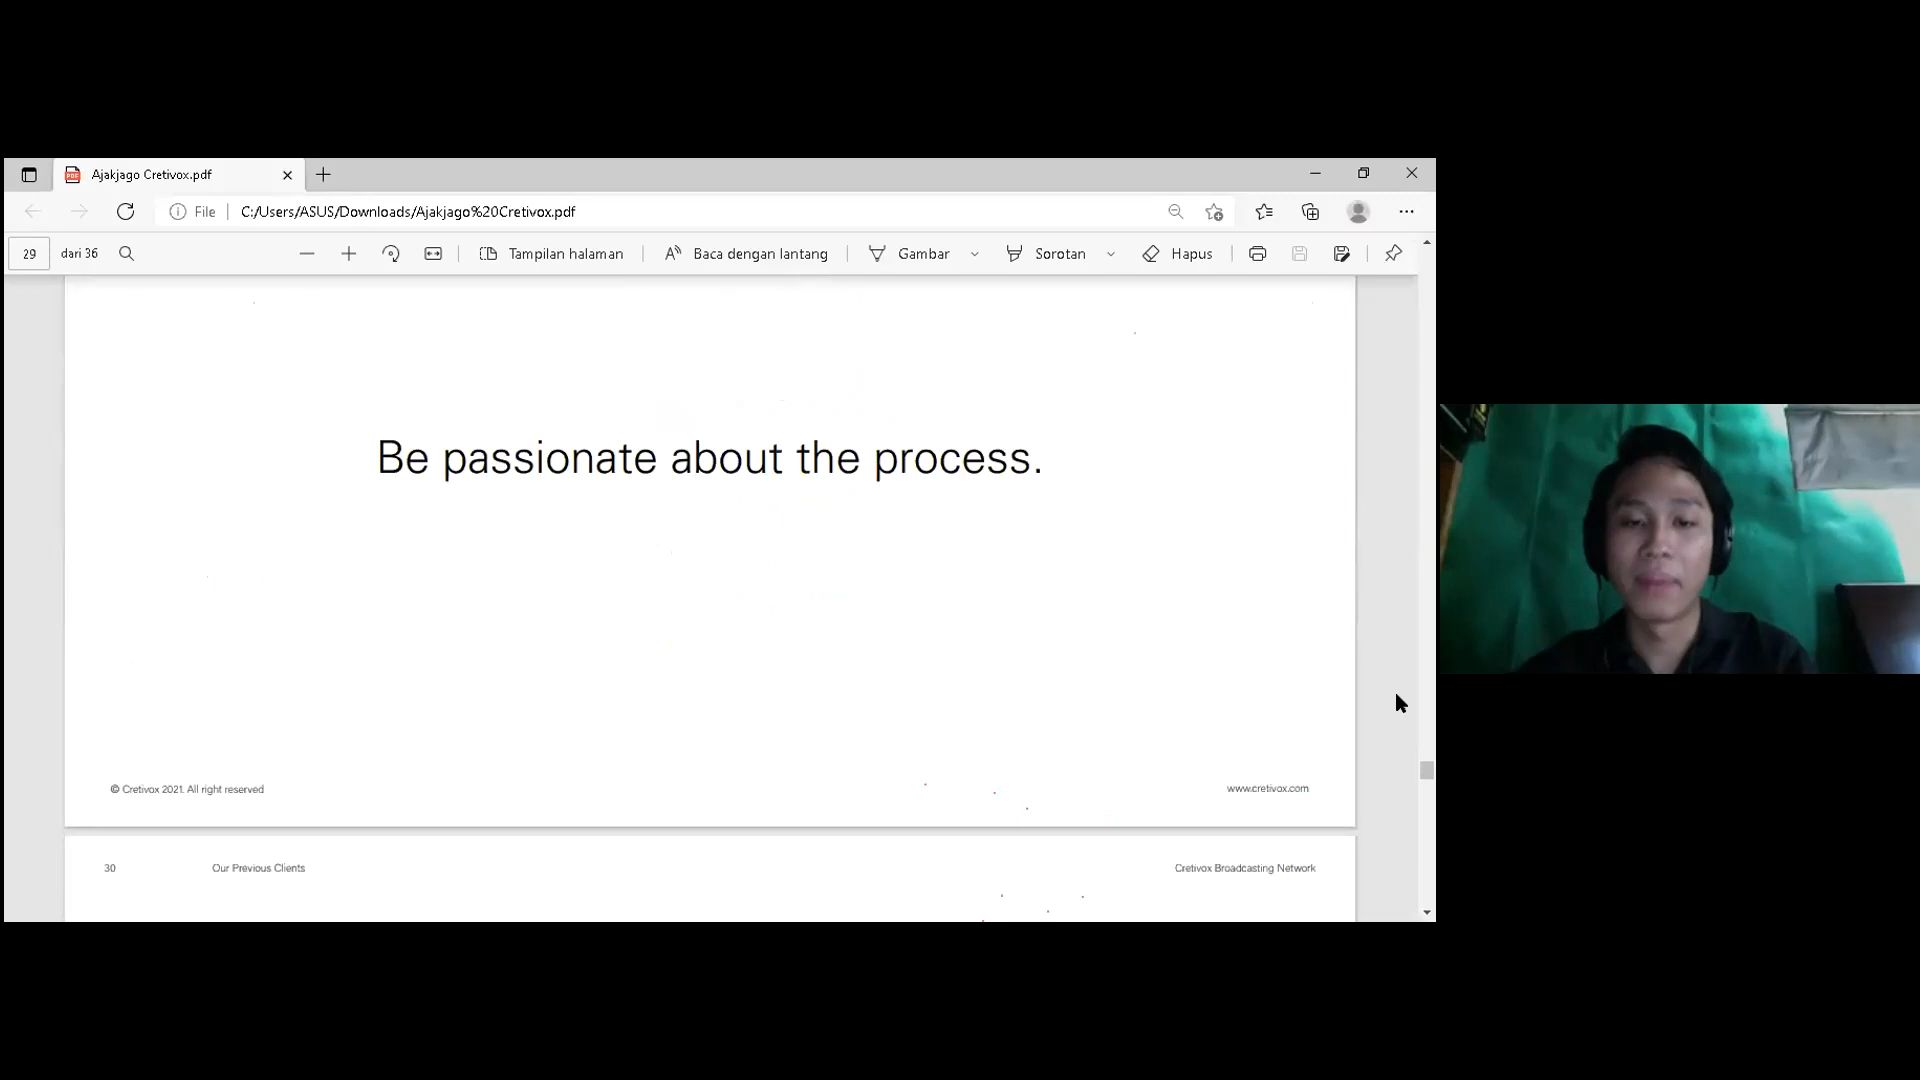 Ajakjago Cretivox.pdf
File
C:/Users/ASUS/Downloads/Ajakjago%20Cretivox.pdf
29 dari 36
Tampilan halaman
Baca dengan lantang
Gambar
Sorotan
Hapus
Be passionate about the process.
© Cretivox 2021. All right reserved
www.cretivox.com
30
Our Previous Clients
Cretivox Broadcasting Network